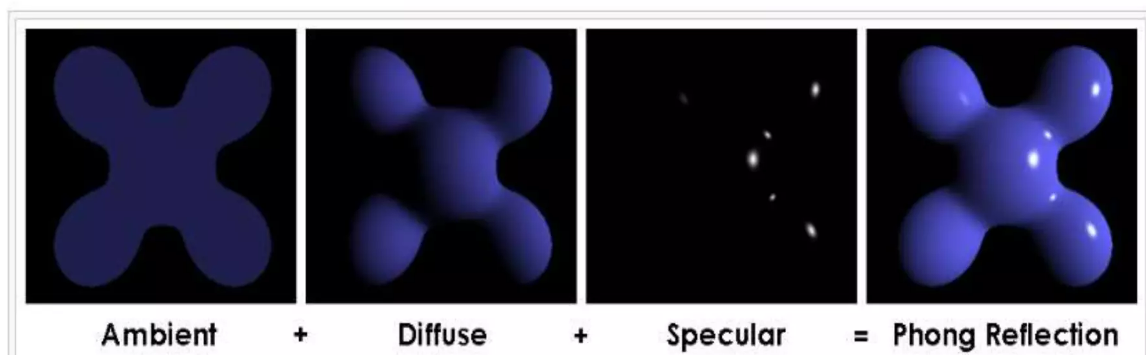 Ambient + Diffuse + Specular = Phong Reflection